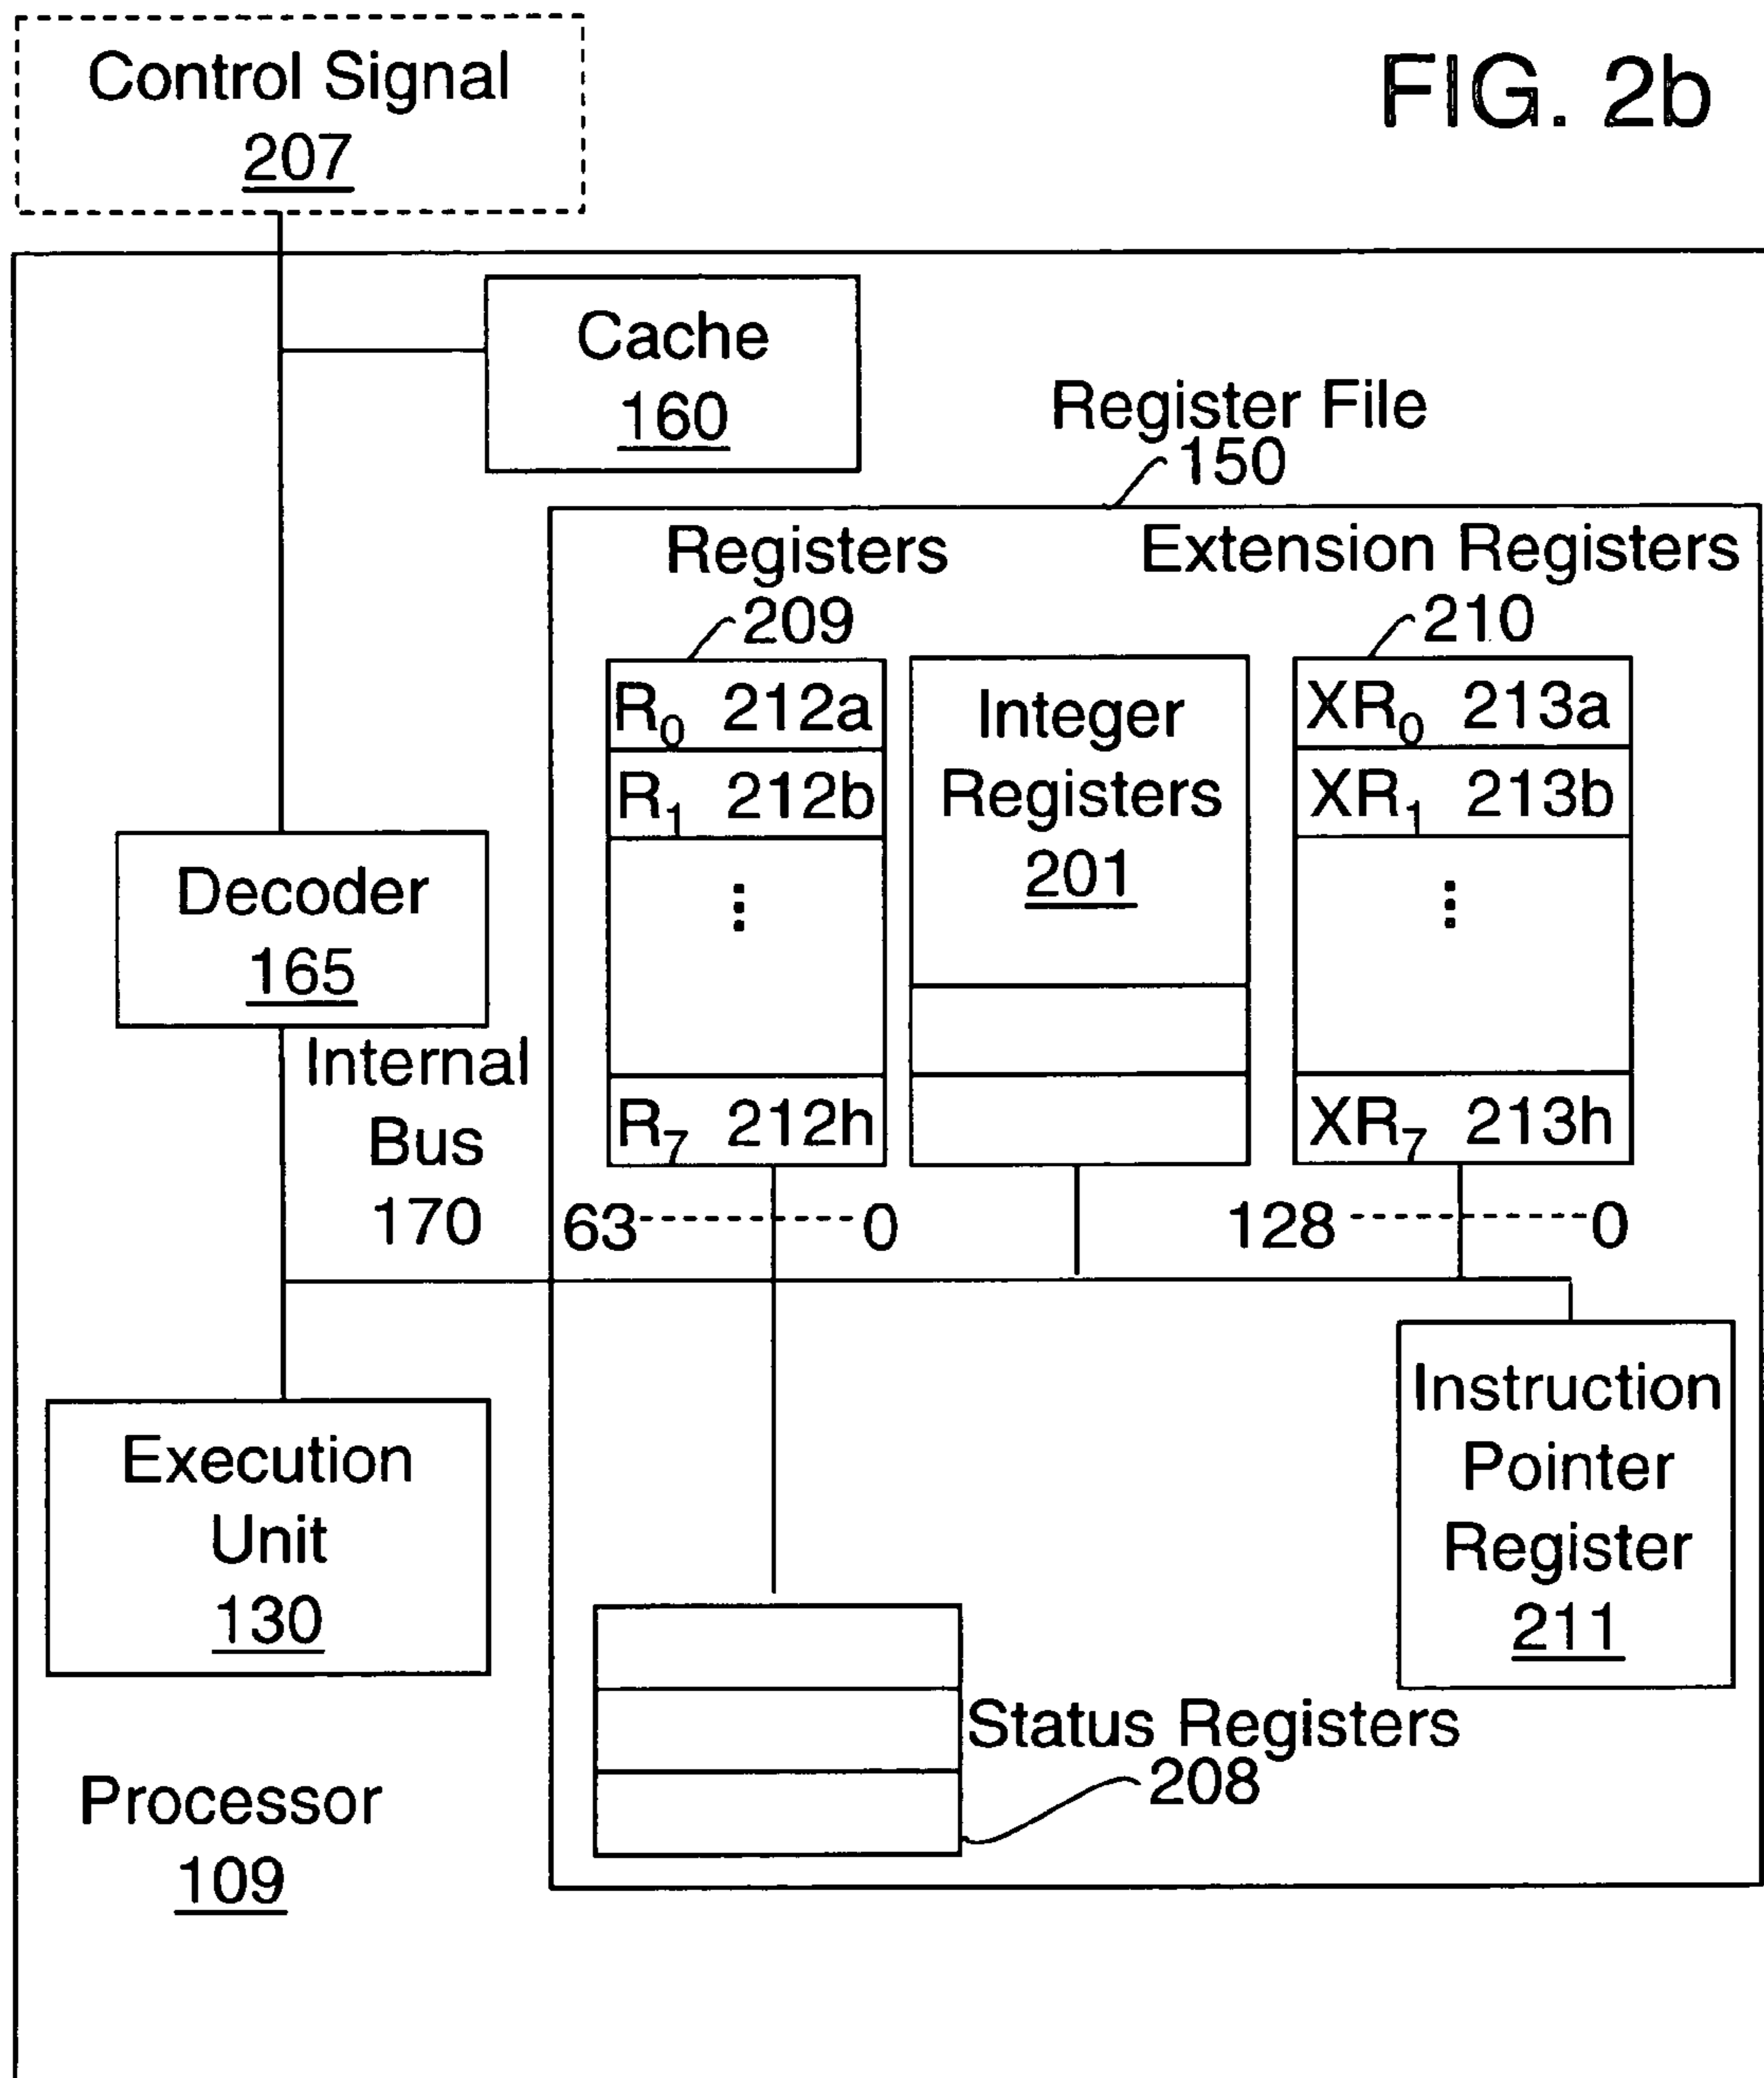 Control Signal
207
FIG. 2b
Cache
160
Register File
150
Registers
209
Extension Registers
210
R0 212a
R1 212b
⋮
R7 212h
63 0
Integer
Registers
201
XR0 213a
XR1 213b
⋮
XR7 213h
128 0
Decoder
165
Internal
Bus
170
Execution
Unit
130
Instruction
Pointer
Register
211
Status Registers
208
Processor
109